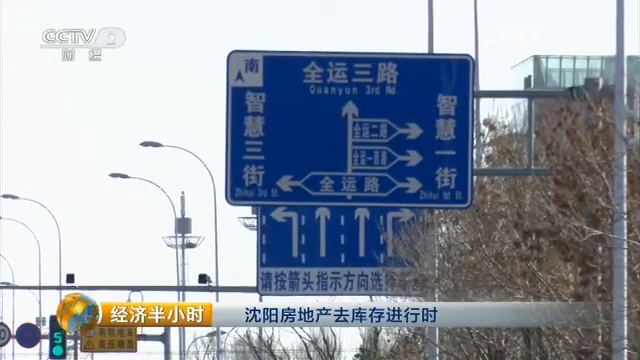 CCTV 2
财经
南
全运三路
Quanyun 3rd Rd.
智慧三街
Zhihui 3rd St.
智慧一街
Zhihui 1st St.
全运二路
全运一路
全运路
请按箭头指示方向选择
经济半小时
沈阳房地产去库存进行时
5